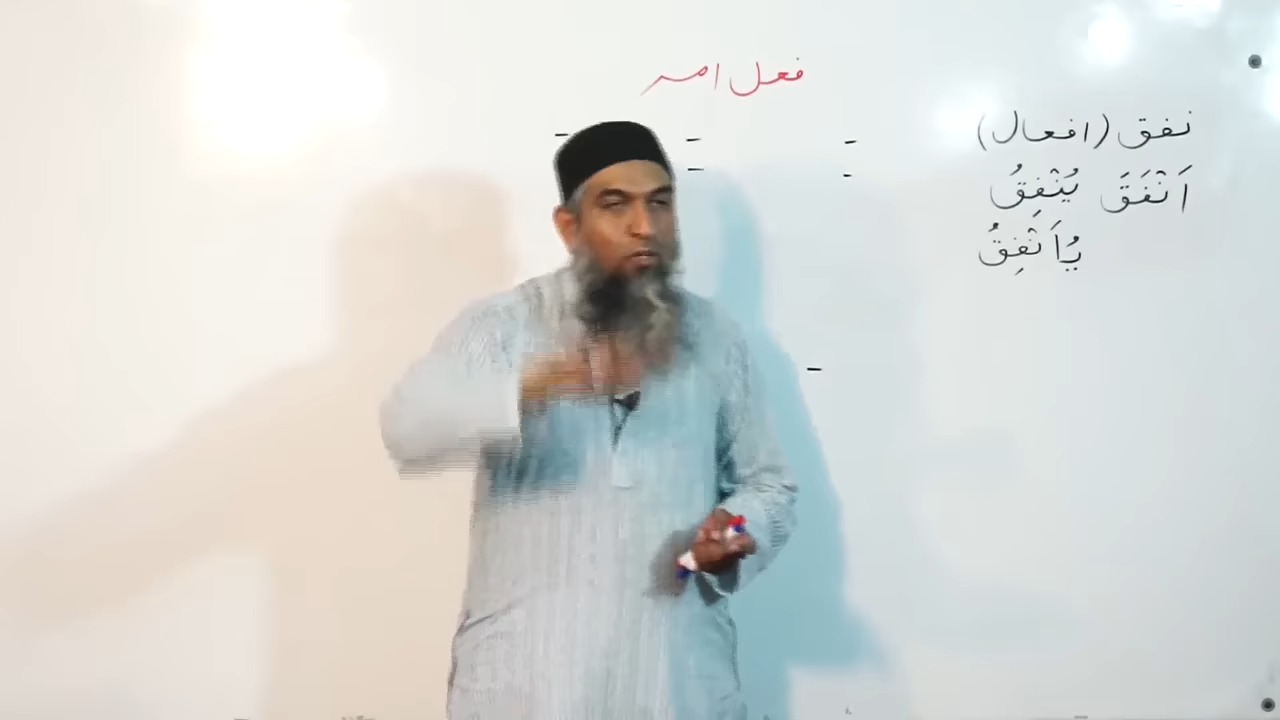 فعل امر
نفق (افعال)
اَنْفَقَ يُنْفِقُ
يُاَنْفِقُ